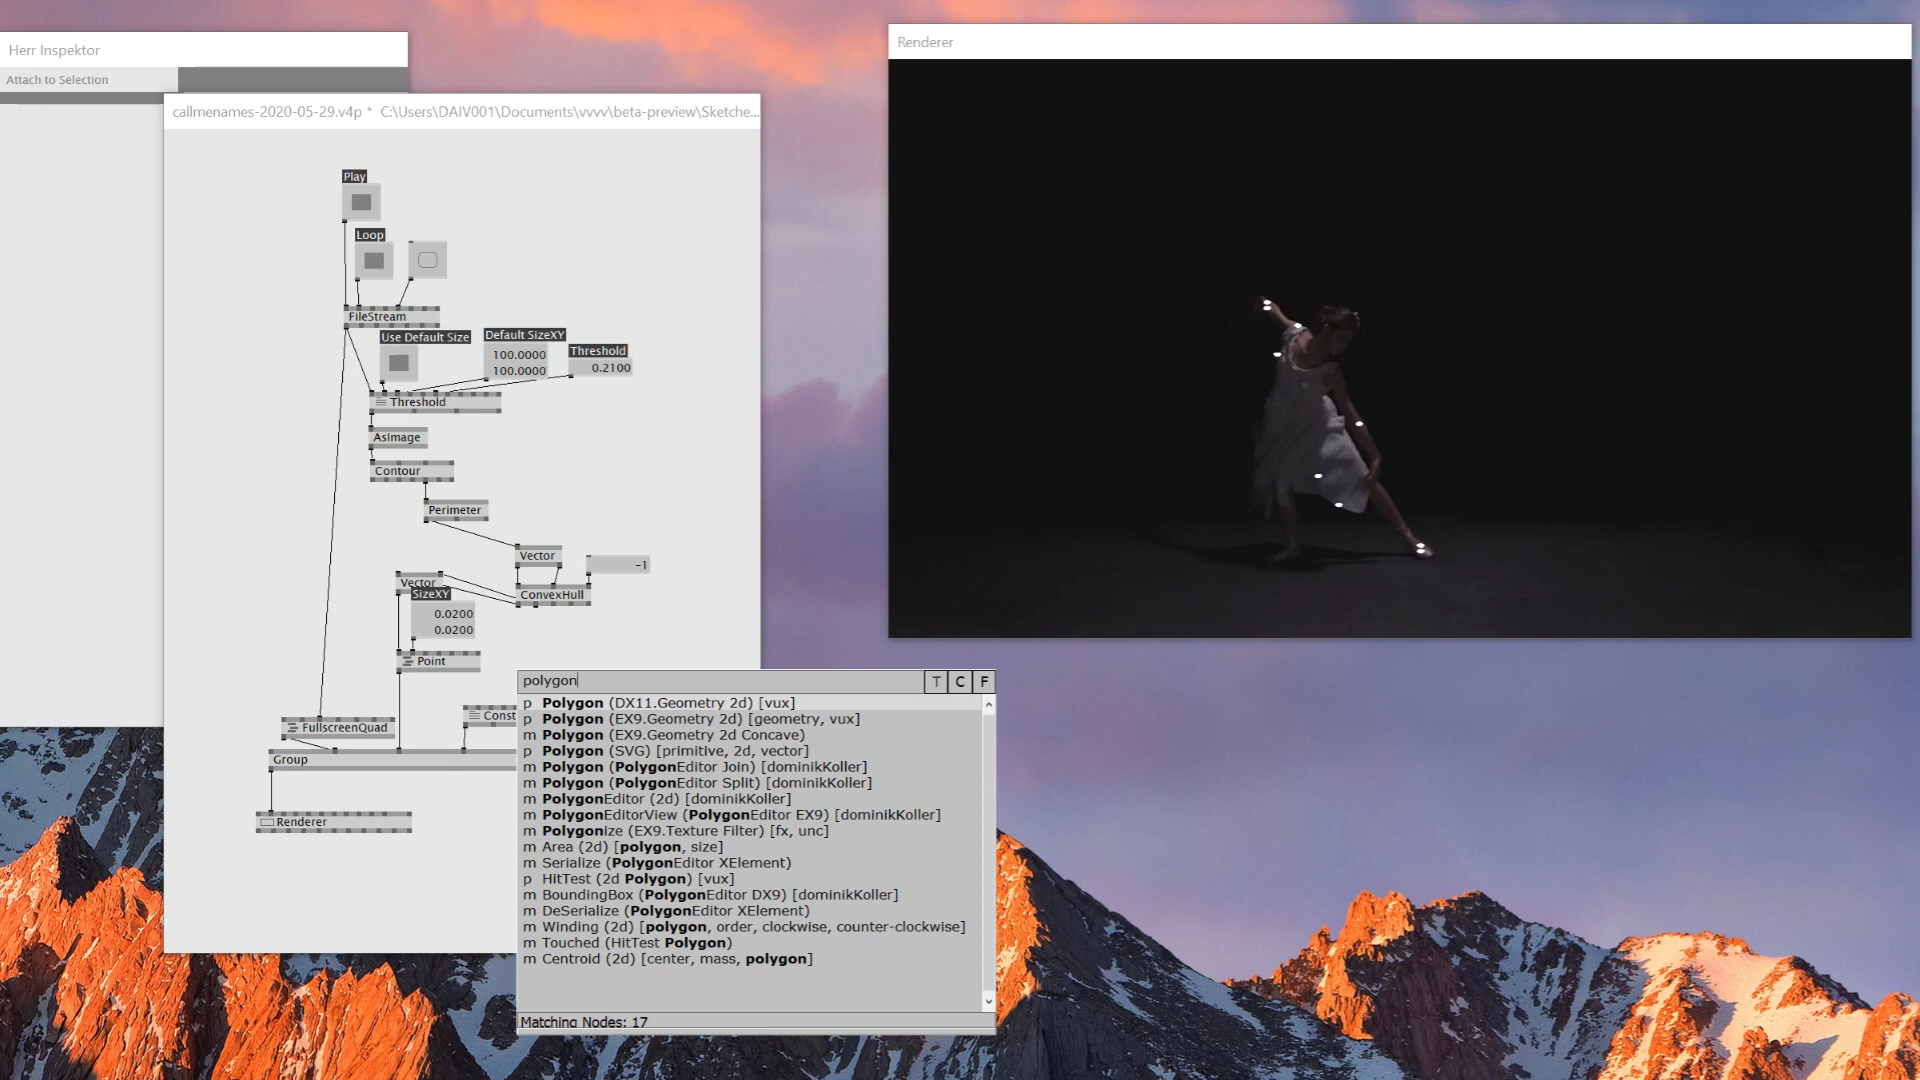 Herr Inspektor
Attach to Selection
callmenames-2020-05-29.v4p * C:\Users\DAIV001\Documents\vvvv\beta-preview\Sketche...
Renderer
Play
Loop
FileStream
Use Default Size
Default SizeXY
100.0000
100.0000
Threshold
0.2100
Threshold
AsImage
Contour
Perimeter
Vector
-1
ConvexHull
Vector
SizeXY
0.0200
0.0200
Point
Const
FullscreenQuad
Group
Renderer
polygon
T C F
p Polygon (DX11.Geometry 2d) [vux]
p Polygon (EX9.Geometry 2d) [geometry, vux]
m Polygon (EX9.Geometry 2d Concave)
p Polygon (SVG) [primitive, 2d, vector]
m Polygon (PolygonEditor Join) [dominikKoller]
m Polygon (PolygonEditor Split) [dominikKoller]
m PolygonEditor (2d) [dominikKoller]
m PolygonEditorView (PolygonEditor EX9) [dominikKoller]
m Polygonize (EX9.Texture Filter) [fx, unc]
m Area (2d) [polygon, size]
m Serialize (PolygonEditor XElement)
p HitTest (2d Polygon) [vux]
m BoundingBox (PolygonEditor DX9) [dominikKoller]
m DeSerialize (PolygonEditor XElement)
m Winding (2d) [polygon, order, clockwise, counter-clockwise]
m Touched (HitTest Polygon)
m Centroid (2d) [center, mass, polygon]
Matching Nodes: 17